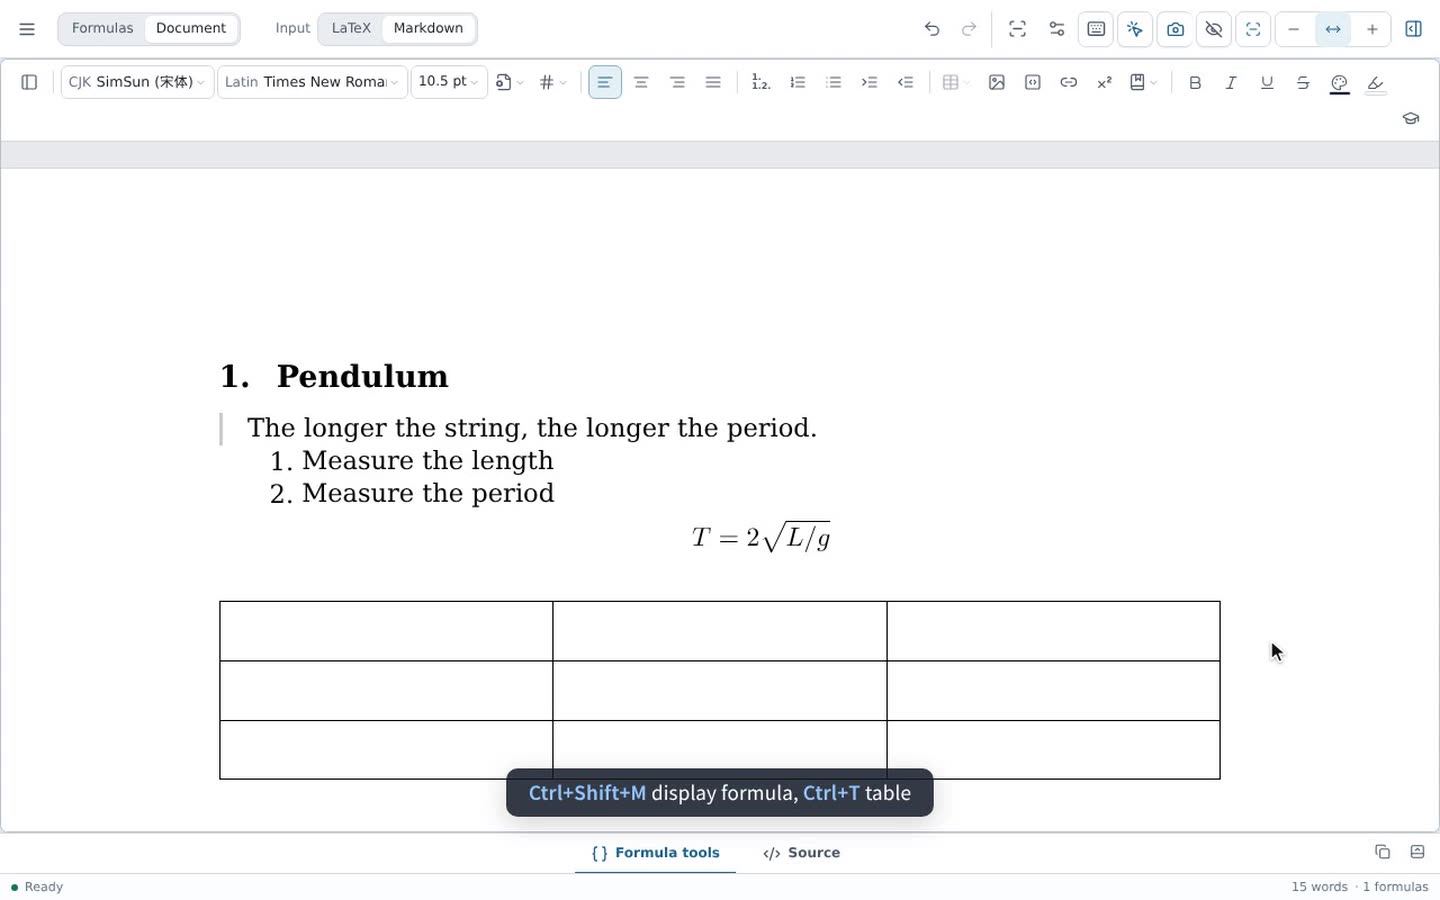 Formulas Document Input LaTeX Markdown
CJK SimSun (宋体) Latin Times New Roma 10.5 pt
1. Pendulum
The longer the string, the longer the period.
1. Measure the length
2. Measure the period
T = 2√L/g
Ctrl+Shift+M display formula, Ctrl+T table
{} Formula tools </> Source
Ready 15 words · 1 formulas